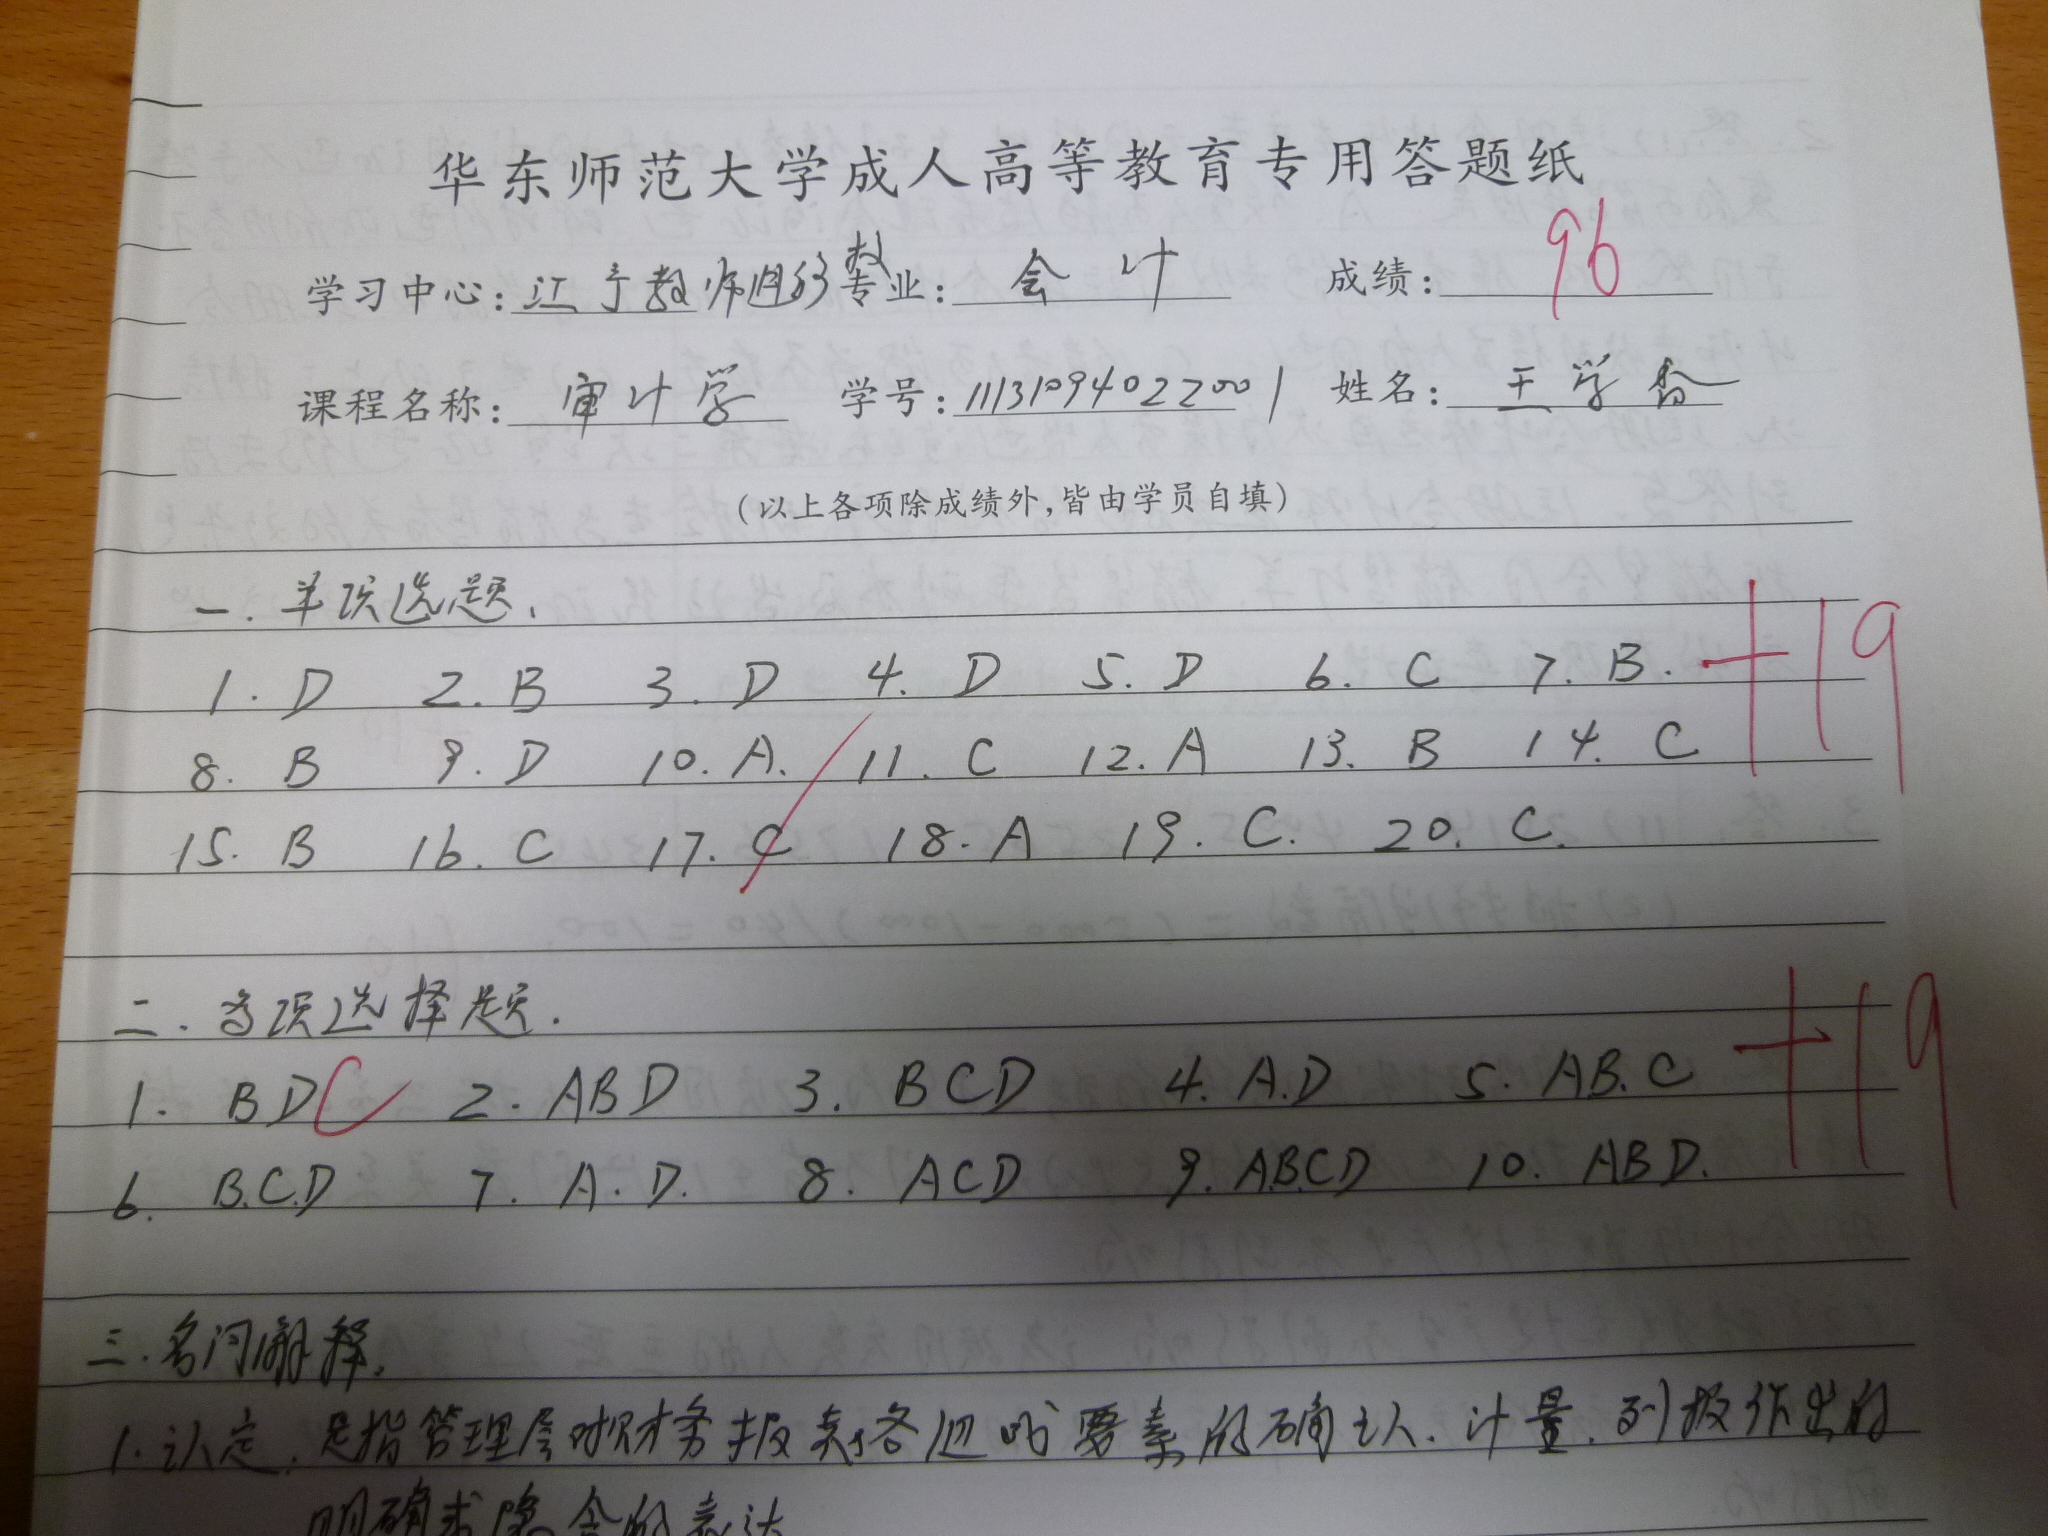 华东师范大学成人高等教育专用答题纸
学习中心: 江宁教师进修校 专业: 会计 成绩: 96
课程名称: 审计学 学号: 11131094022001 姓名: 王学香
(以上各项除成绩外,皆由学员自填)
一. 单项选题.
1. D 2. B 3. D 4. D 5. D 6. C 7. B. +19
8. B 9. D 10. A. 11. C 12. A 13. B 14. C
15. B 16. C 17. C 18. A 19. C. 20. C.
二. 多项选择题.
1. BDC 2. ABD 3. BCD 4. A.D 5. AB.C +19
6. B.C.D 7. A.D. 8. ACD 9. ABCD 10. ABD.
三.名词解释.
1.认定.是指管理层对财务报表各组成要素的确认.计量.列报作出的
明确或隐含的表达